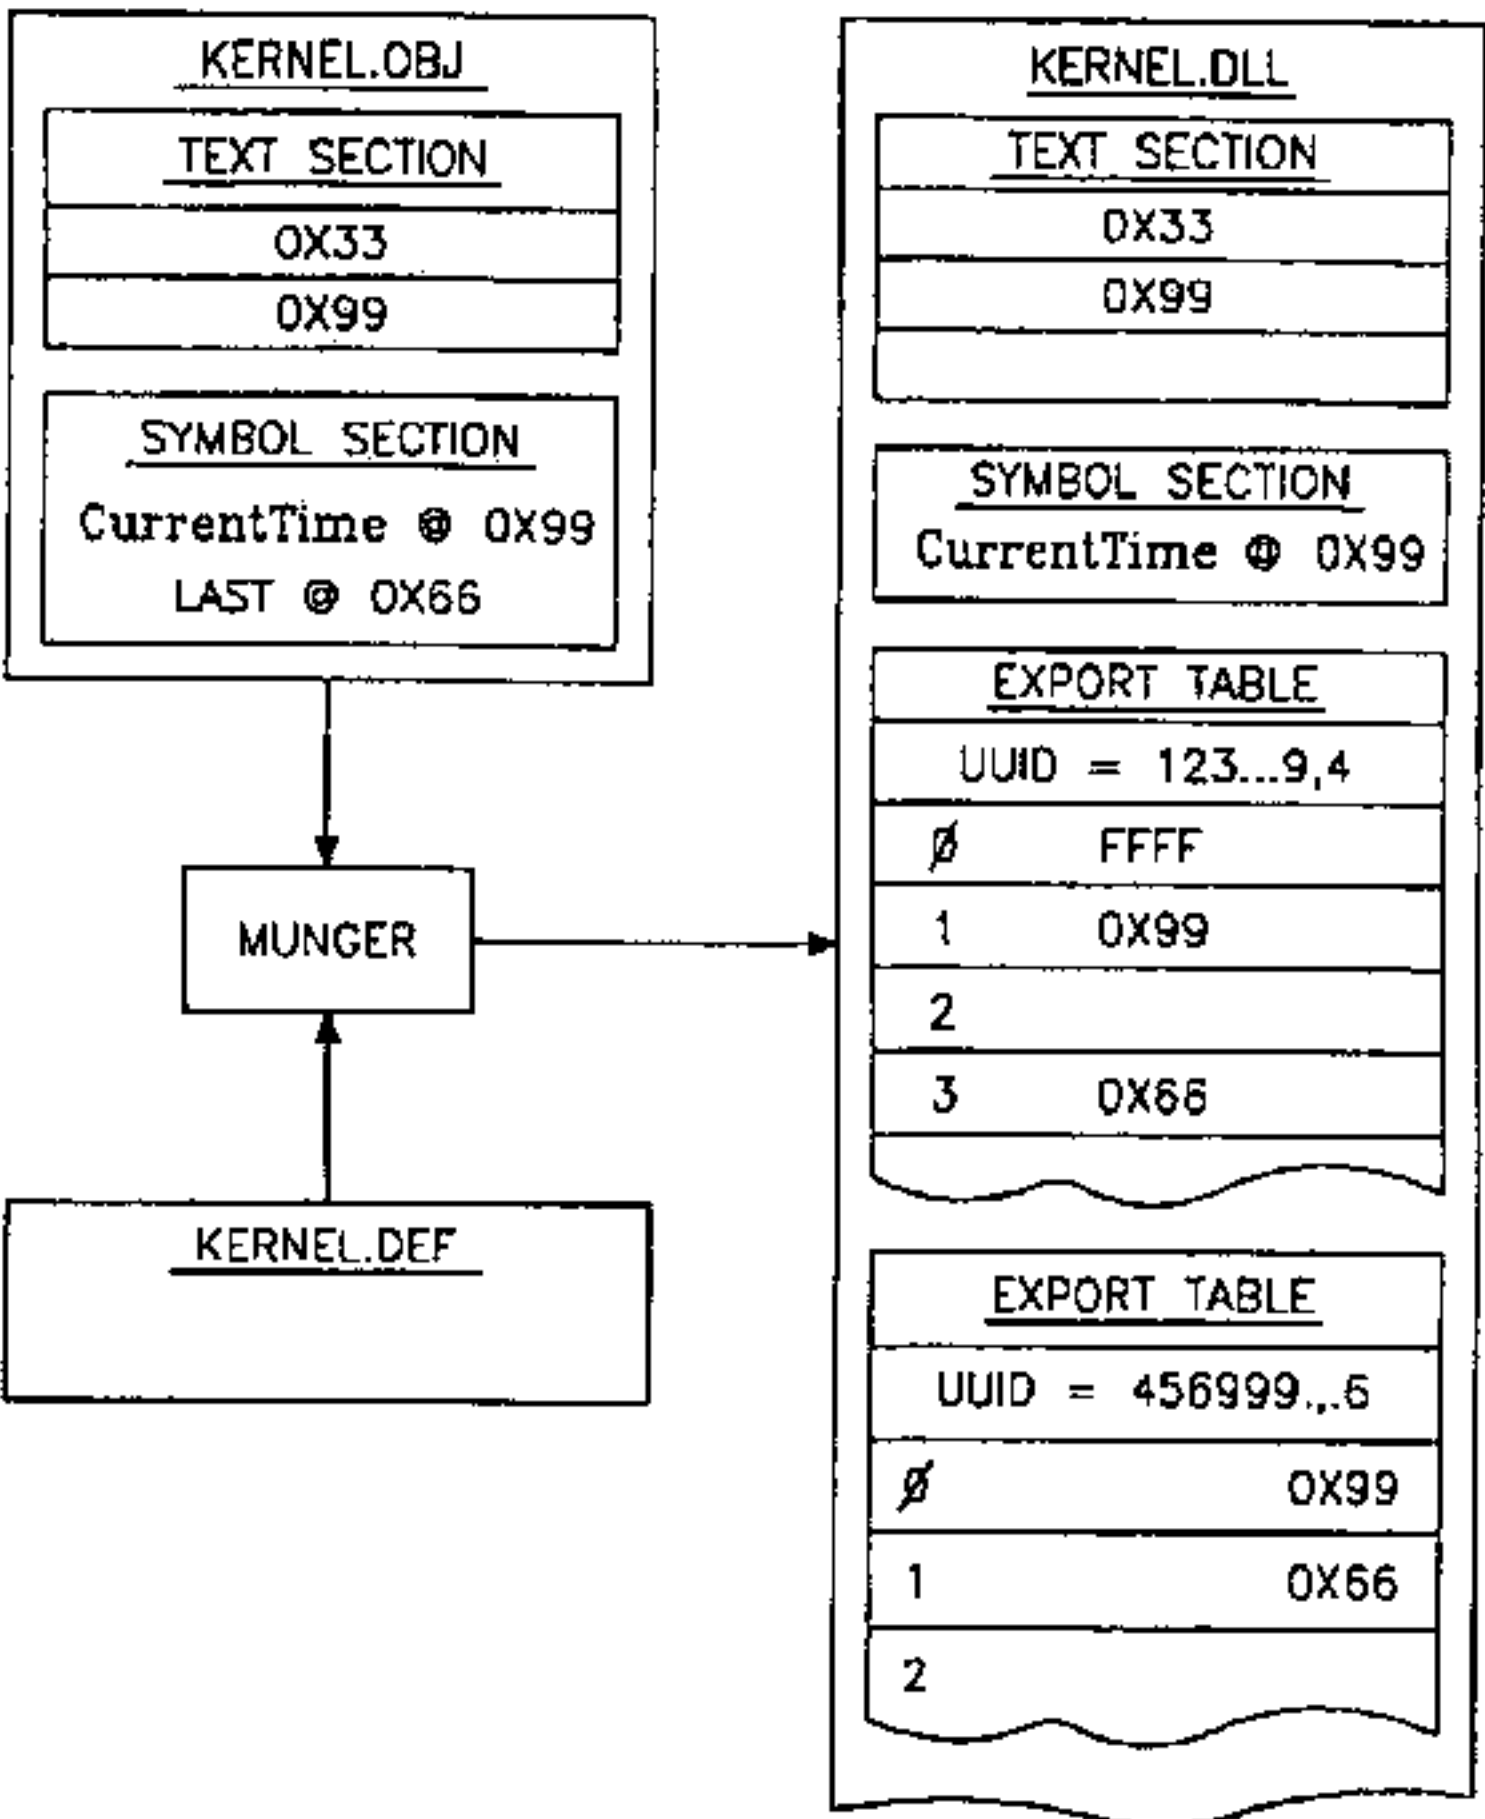 KERNEL.OBJ
TEXT SECTION
0X33
0X99
SYMBOL SECTION
CurrentTime @ 0X99
LAST @ 0X66
MUNGER
KERNEL.DEF
KERNEL.DLL
TEXT SECTION
0X33
0X99
SYMBOL SECTION
CurrentTime @ 0X99
EXPORT TABLE
UUID = 123...9,4
0 FFFF
1 0X99
2
3 0X66
EXPORT TABLE
UUID = 456999...6
0 0X99
1 0X66
2